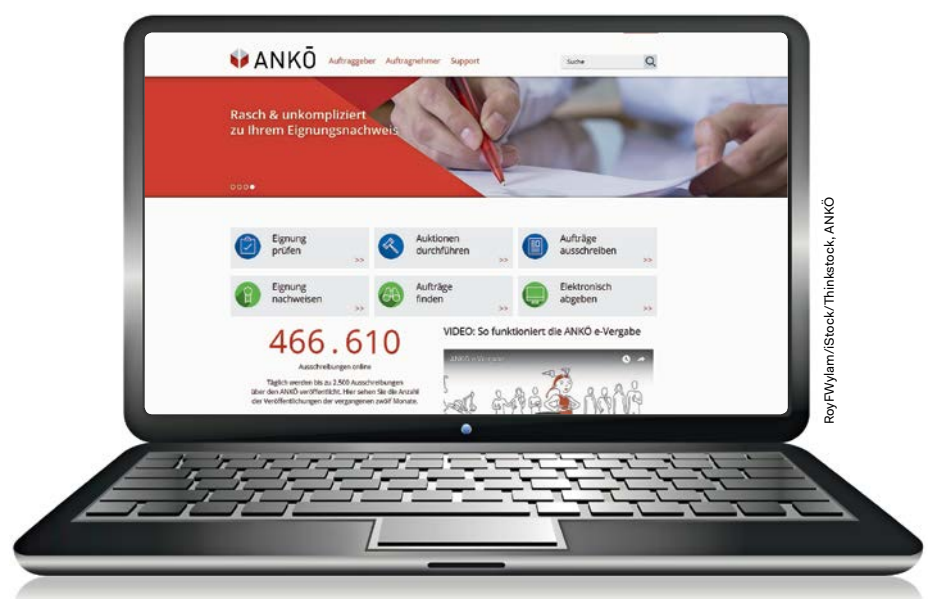 ANKÖ
Auftraggeber Auftragnehmer Support
Suche
Rasch & unkompliziert
zu Ihrem Eignungsnachweis
Eignung
prüfen
>>
Auktionen
durchführen
>>
Aufträge
ausschreiben
>>
Eignung
nachweisen
>>
Aufträge
finden
>>
Elektronisch
abgeben
>>
466.610
Ausschreibungen online
Täglich werden bis zu 2.500 Ausschreibungen
über den ANKÖ veröffentlicht. Hier sehen Sie die Anzahl
der Veröffentlichungen der vergangenen zwölf Monate.
VIDEO: So funktioniert die ANKÖ e-Vergabe
ANKÖ e-Vergabe
RoyFWylam/iStock/Thinkstock, ANKÖ